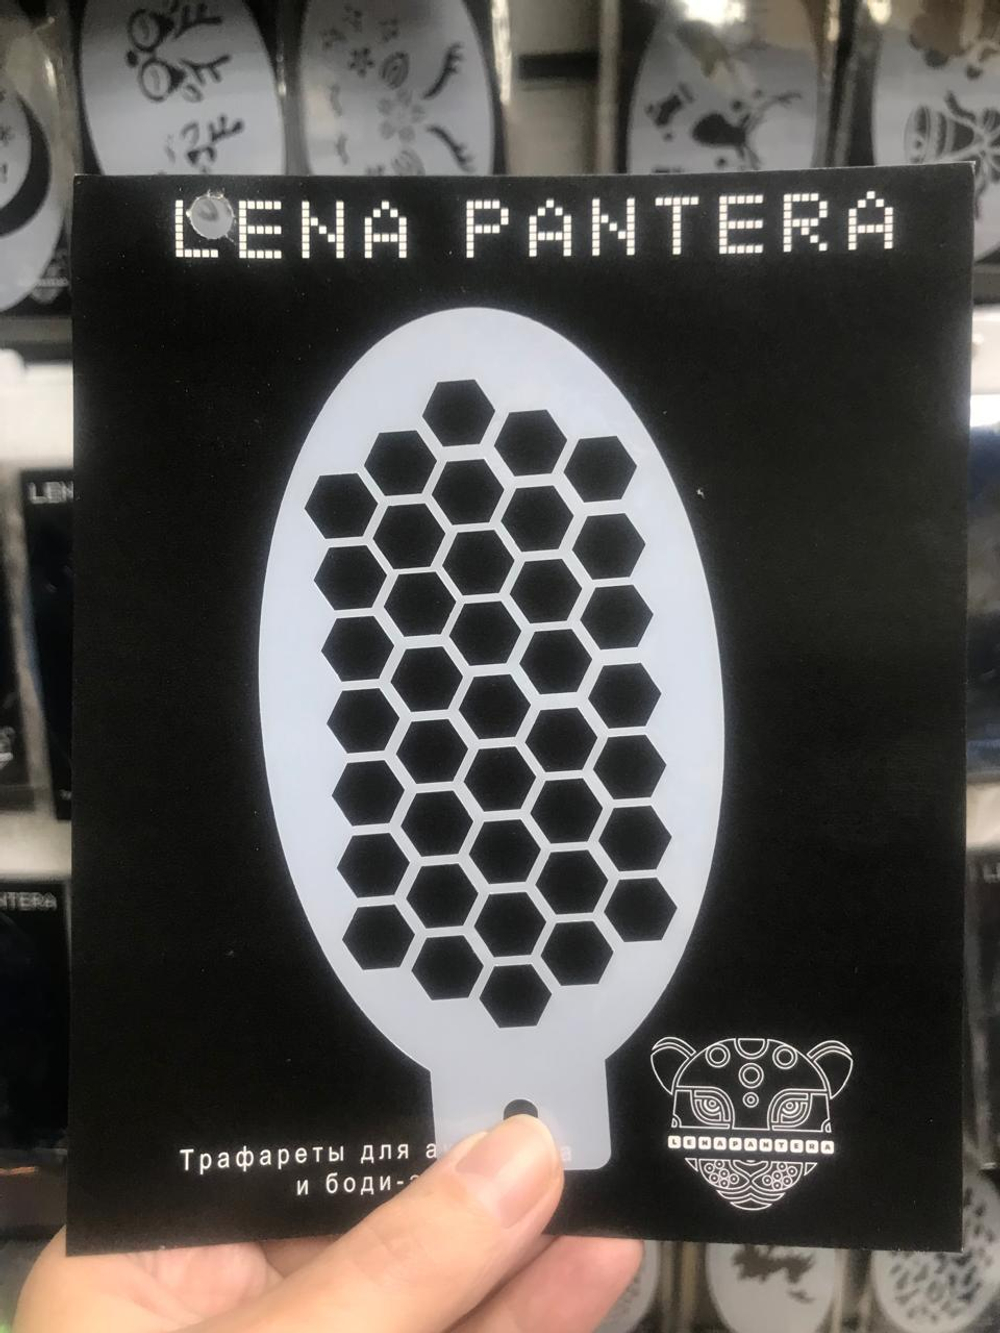 LENA PANTERA
LENAPANTERA
Трафареты для
и боди-